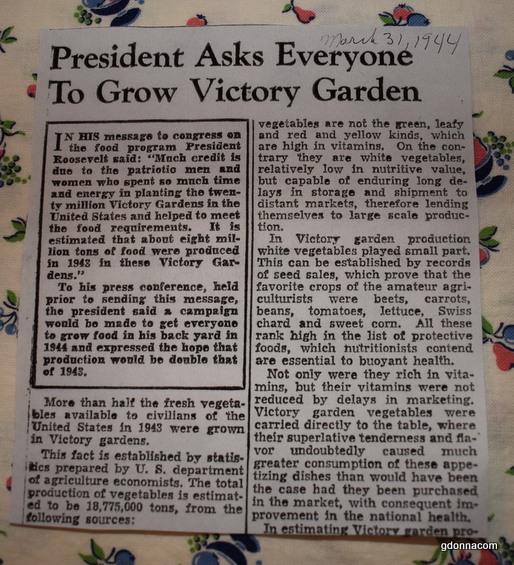 March 31, 1944
President Asks Everyone
To Grow Victory Garden
IN HIS message to congress on
the food program President
Roosevelt said: "Much credit is
due to the patriotic men and
women who spent so much time
and energy in planting the twen-
ty million Victory Gardens in the
United States and helped to meet
the food requirements. It is
estimated that about eight mil-
lion tons of food were produced
in 1943 in these Victory Gar-
dens."
To his press conference, held
prior to sending this message,
the president said a campaign
would be made to get everyone
to grow food in his back yard in
1944 and expressed the hope that
production would be double that
of 1943.
More than half the fresh vegeta-
bles available to civilians of the
United States in 1943 were grown
in Victory gardens.
This fact is established by statis-
tics prepared by U. S. department
of agriculture economists. The total
production of vegetables is estimat-
ed to be 18,775,000 tons, from the
following sources:
vegetables are not the green, leafy
and red and yellow kinds, which
are high in vitamins. On the con-
trary they are white vegetables,
relatively low in nutritive value,
but capable of enduring long de-
lays in storage and shipment to
distant markets, therefore lending
themselves to large scale produc-
tion.
In Victory garden production
white vegetables played small part.
This can be established by records
of seed sales, which prove that the
favorite crops of the amateur agri-
culturists were beets, carrots,
beans, tomatoes, lettuce, Swiss
chard and sweet corn. All these
rank high in the list of protective
foods, which nutritionists contend
are essential to buoyant health.
Not only were they rich in vita-
mins, but their vitamins were not
reduced by delays in marketing.
Victory garden vegetables were
carried directly to the table, where
their superlative tenderness and fla-
vor undoubtedly caused much
greater consumption of these appe-
tizing dishes than would have been
the case had they been purchased
in the market, with consequent im-
provement in the national health.
In estimating Victory garden pro-
gdonnacom